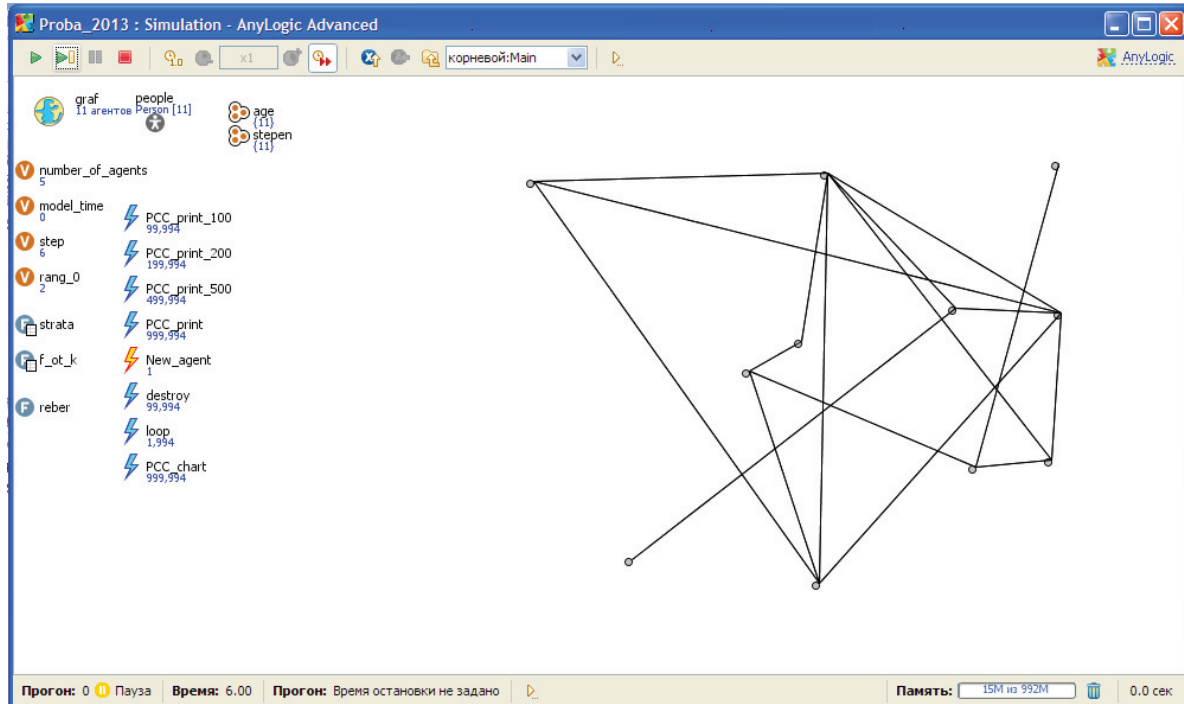 Proba_2013 : Simulation - AnyLogic Advanced
x1
корневой:Main
AnyLogic
graf
11 агентов
people
Person [11]
age
{11}
stepen
{11}
number_of_agents
5
model_time
0
step
6
rang_0
2
strata
f_ot_k
reber
PCC_print_100
99,994
PCC_print_200
199,994
PCC_print_500
499,994
PCC_print
999,994
New_agent
1
destroy
99,994
loop
1,994
PCC_chart
999,994
Прогон: 0 Пауза Время: 6.00 Прогон: Время остановки не задано Память: 15M из 992M 0.0 сек